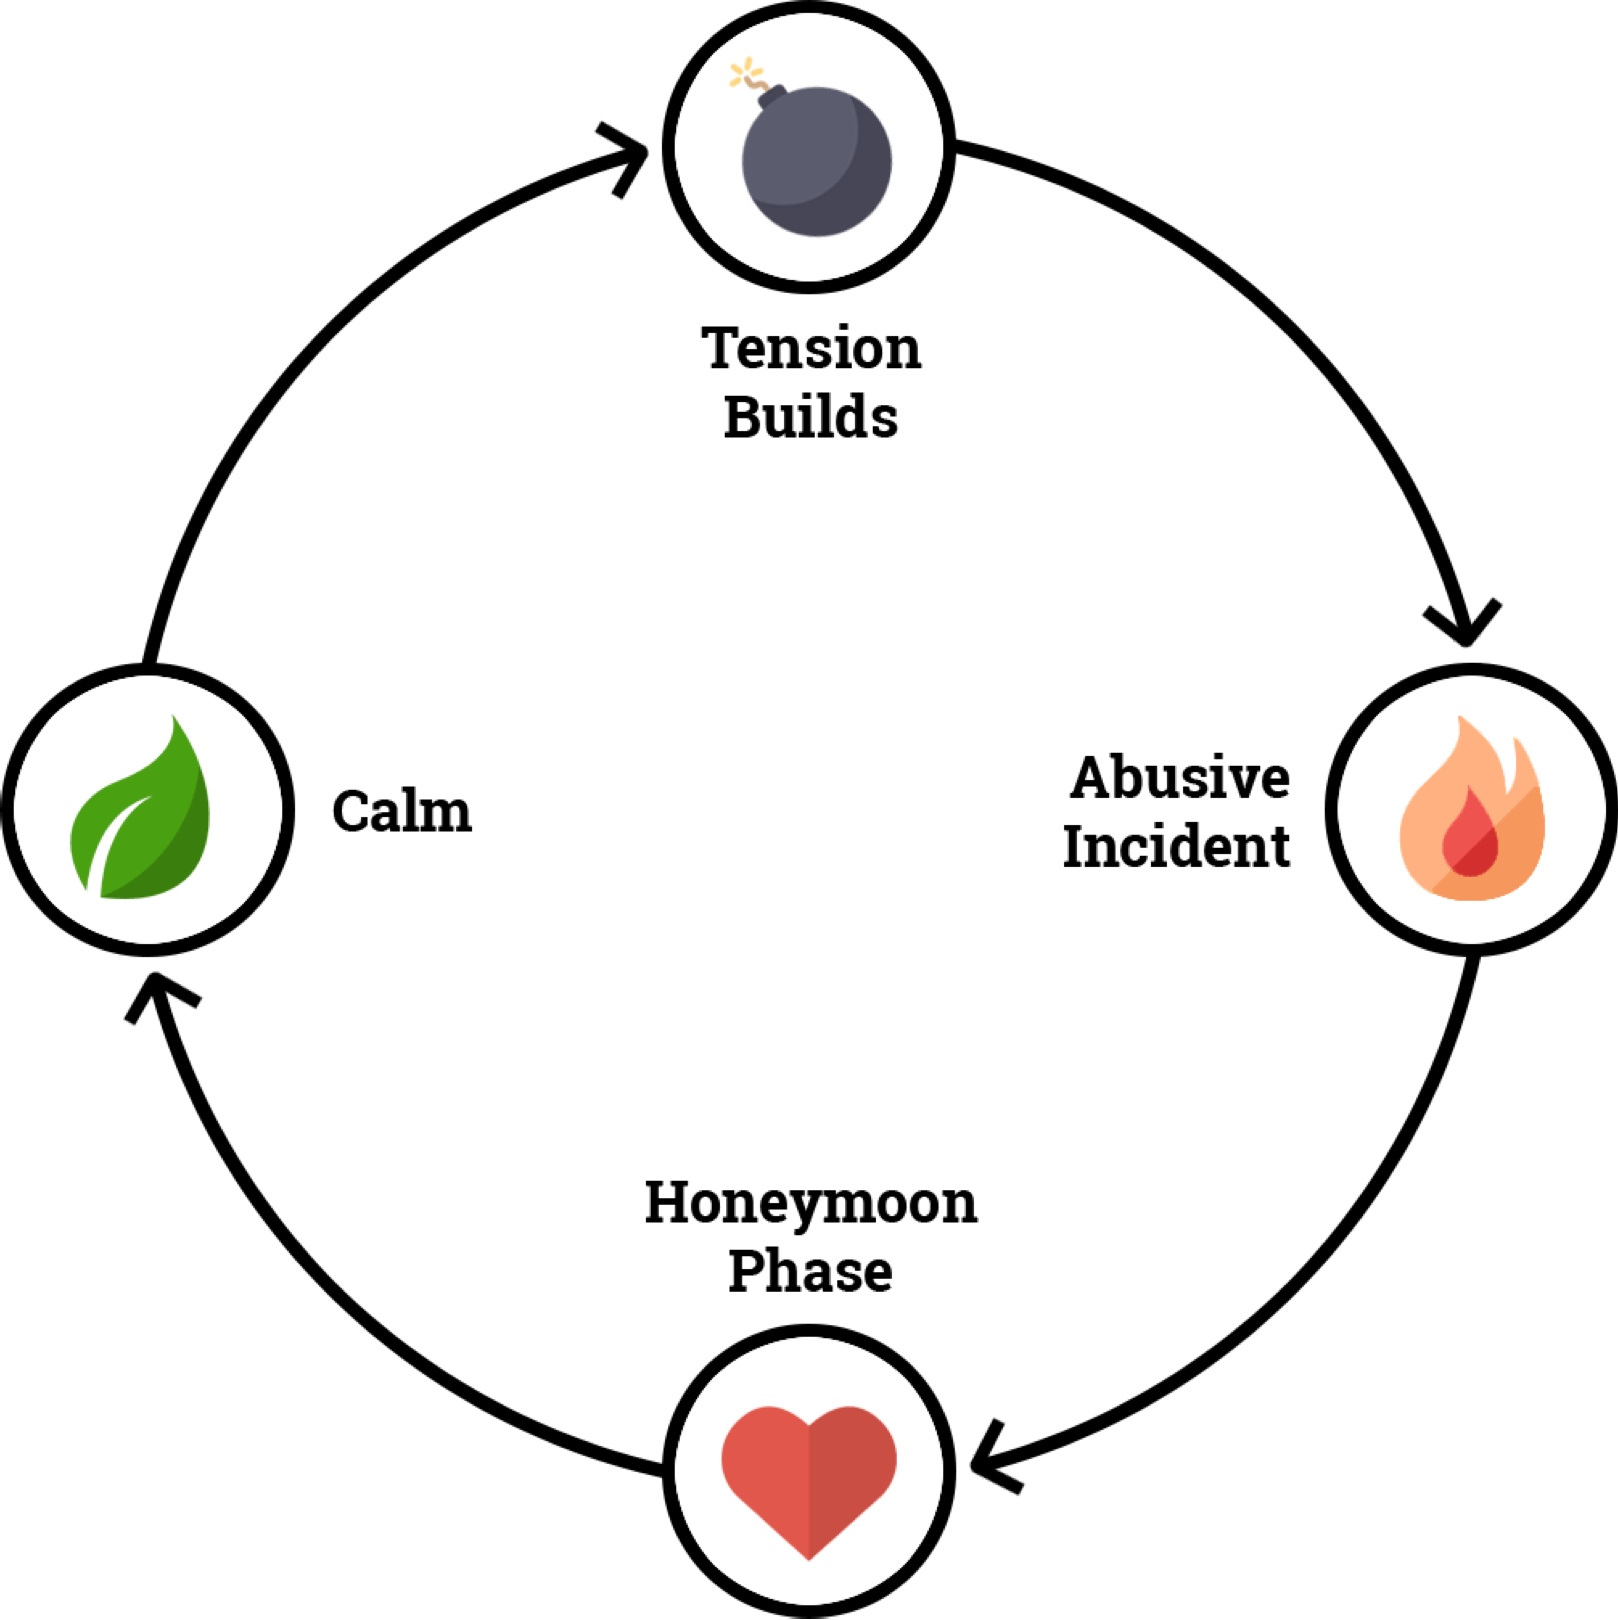 Tension
Builds
Abusive
Incident
Calm
Honeymoon
Phase